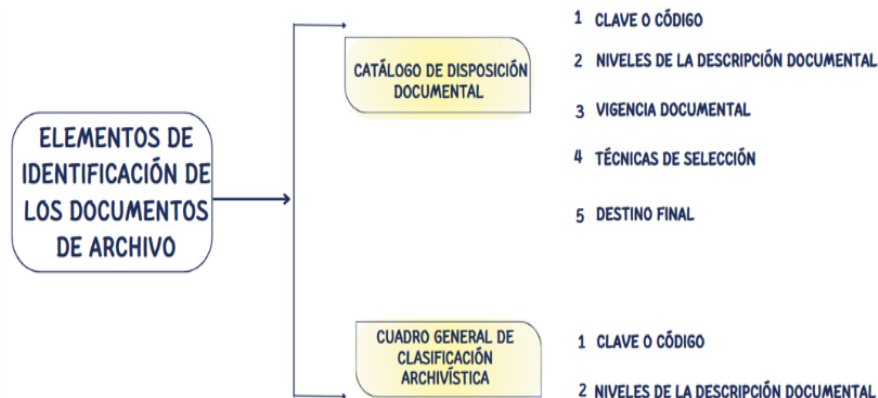 ELEMENTOS DE
IDENTIFICACIÓN DE
LOS DOCUMENTOS
DE ARCHIVO
CATÁLOGO DE DISPOSICIÓN
DOCUMENTAL
1 CLAVE O CÓDIGO
2 NIVELES DE LA DESCRIPCIÓN DOCUMENTAL
3 VIGENCIA DOCUMENTAL
4 TÉCNICAS DE SELECCIÓN
5 DESTINO FINAL
CUADRO GENERAL DE
CLASIFICACIÓN
ARCHIVÍSTICA
1 CLAVE O CÓDIGO
2 NIVELES DE LA DESCRIPCIÓN DOCUMENTAL